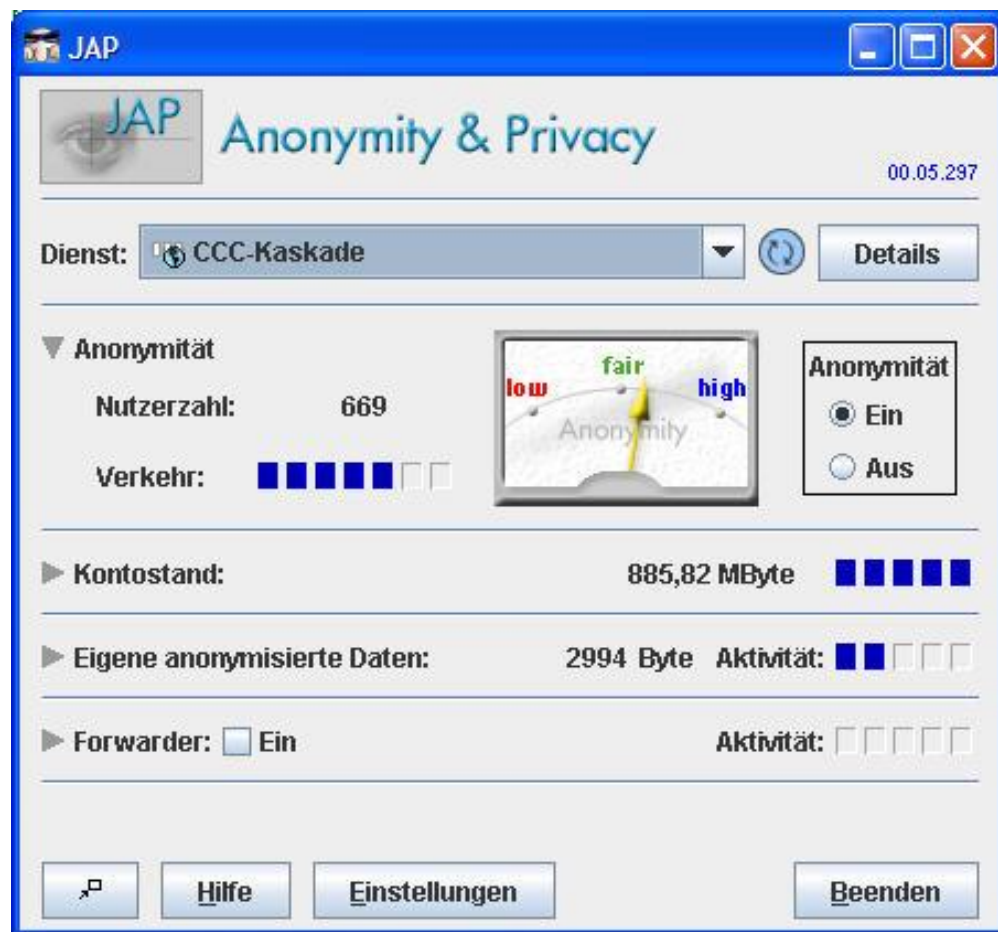 JAP
JAP
Anonymity & Privacy
00.05.297
Dienst: CCC-Kaskade Details
Anonymität
Nutzerzahl: 669
Verkehr:
low fair high
Anonymity
Anonymität
Ein
Aus
Kontostand: 885,82 MByte
Eigene anonymisierte Daten: 2994 Byte Aktivität:
Forwarder: Ein Aktivität:
Hilfe Einstellungen Beenden